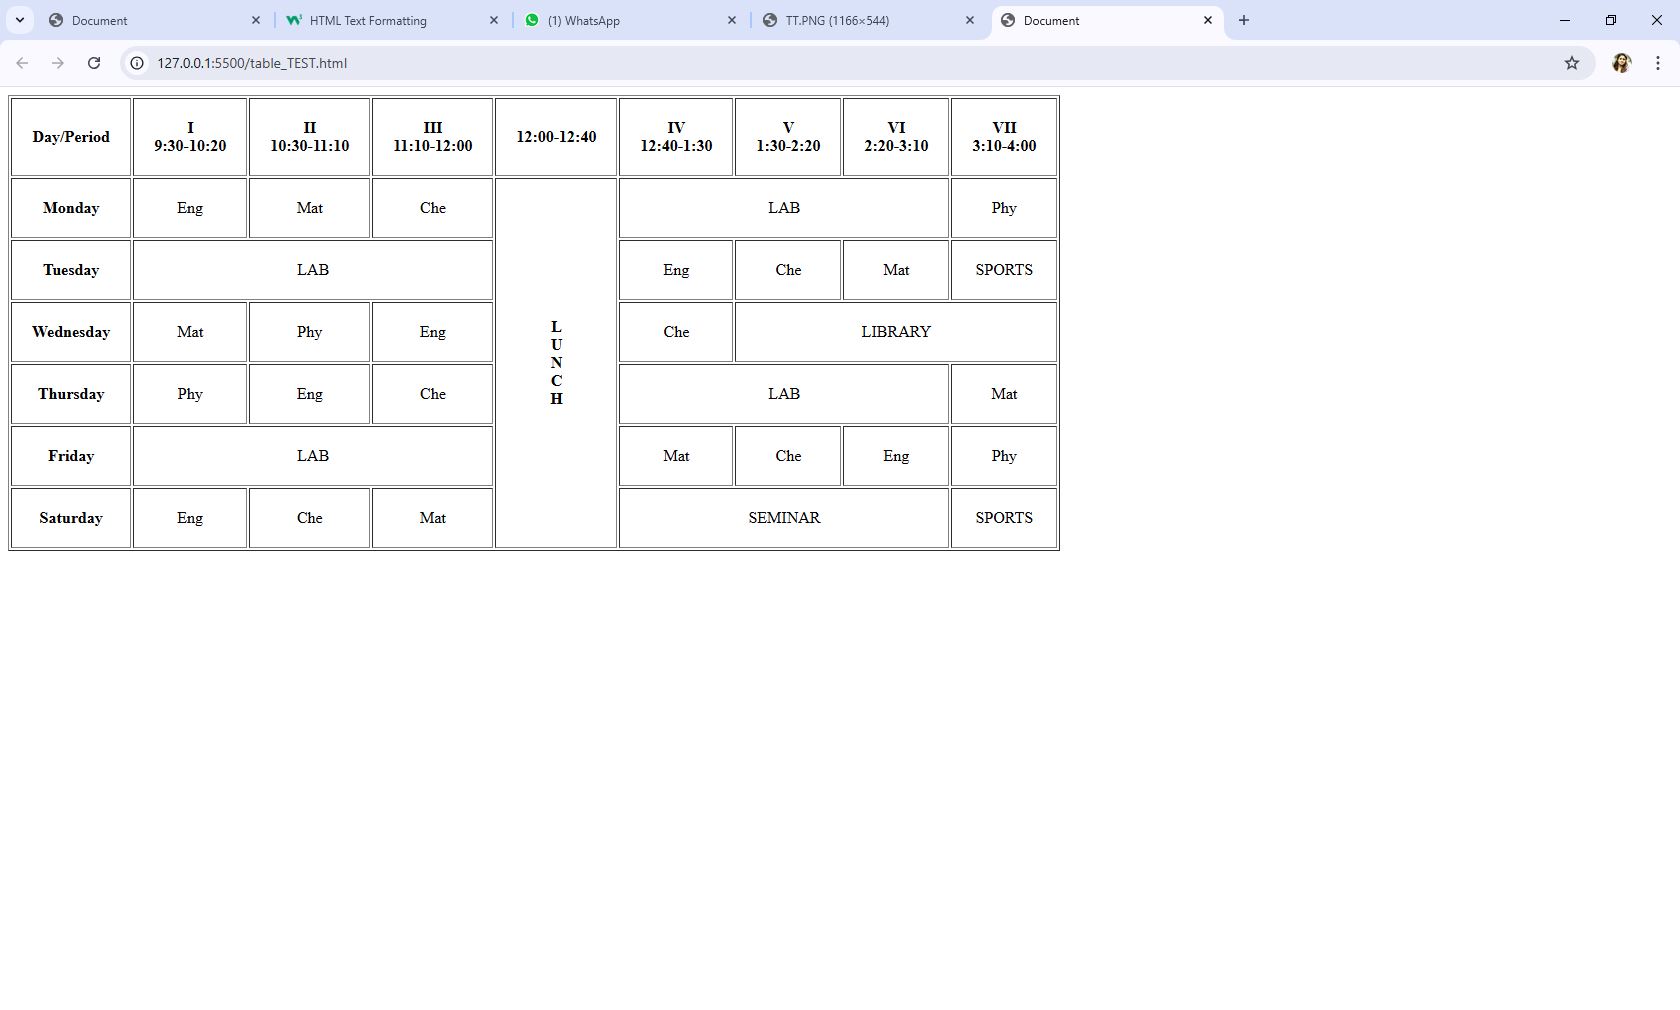 Document
HTML Text Formatting
(1) WhatsApp
TT.PNG (1166×544)
Document
127.0.0.1:5500/table_TEST.html
Day/Period
I
9:30-10:20
II
10:30-11:10
III
11:10-12:00
12:00-12:40
IV
12:40-1:30
V
1:30-2:20
VI
2:20-3:10
VII
3:10-4:00
Monday Eng Mat Che LAB Phy
Tuesday LAB Eng Che Mat SPORTS
Wednesday Mat Phy Eng Che LIBRARY
L
U
N
C
H
Thursday Phy Eng Che LAB Mat
Friday LAB Mat Che Eng Phy
Saturday Eng Che Mat SEMINAR SPORTS